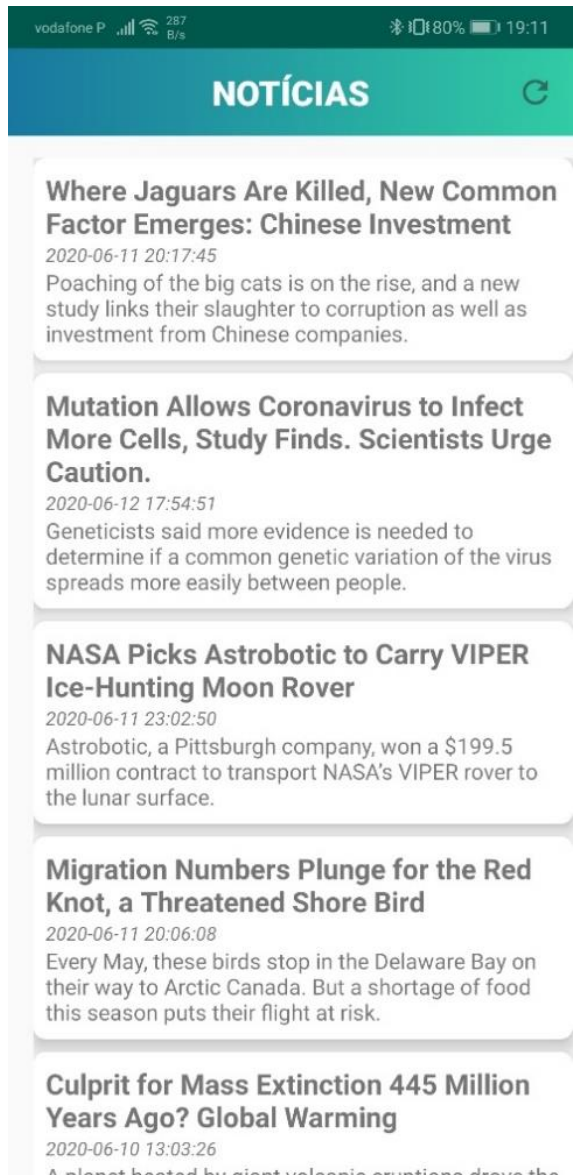 vodafone P 287 B/s 80% 19:11
NOTÍCIAS
Where Jaguars Are Killed, New Common
Factor Emerges: Chinese Investment
2020-06-11 20:17:45
Poaching of the big cats is on the rise, and a new
study links their slaughter to corruption as well as
investment from Chinese companies.
Mutation Allows Coronavirus to Infect
More Cells, Study Finds. Scientists Urge
Caution.
2020-06-12 17:54:51
Geneticists said more evidence is needed to
determine if a common genetic variation of the virus
spreads more easily between people.
NASA Picks Astrobotic to Carry VIPER
Ice-Hunting Moon Rover
2020-06-11 23:02:50
Astrobotic, a Pittsburgh company, won a $199.5
million contract to transport NASA’s VIPER rover to
the lunar surface.
Migration Numbers Plunge for the Red
Knot, a Threatened Shore Bird
2020-06-11 20:06:08
Every May, these birds stop in the Delaware Bay on
their way to Arctic Canada. But a shortage of food
this season puts their flight at risk.
Culprit for Mass Extinction 445 Million
Years Ago? Global Warming
2020-06-10 13:03:26
A planet heated by giant volcanic eruptions drove the